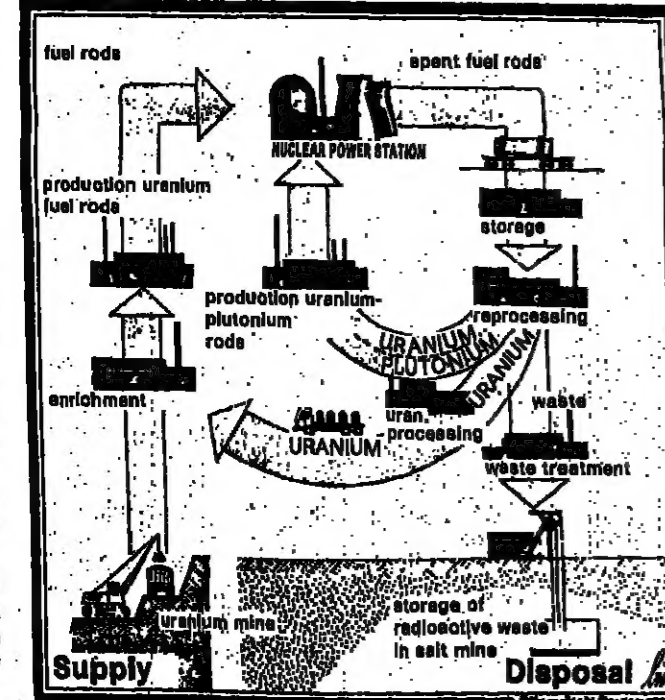 fuel rods
spent fuel rods
NUCLEAR POWER STATION
production uranium
fuel rods
storage
production uranium-
plutonium
rods
reprocessing
URANIUM
PLUTONIUM
URANIUM
enrichment
uran.
processing
waste
URANIUM
waste treatment
uranium mine
storage of
radioactive waste
in salt mine
Supply
Disposal